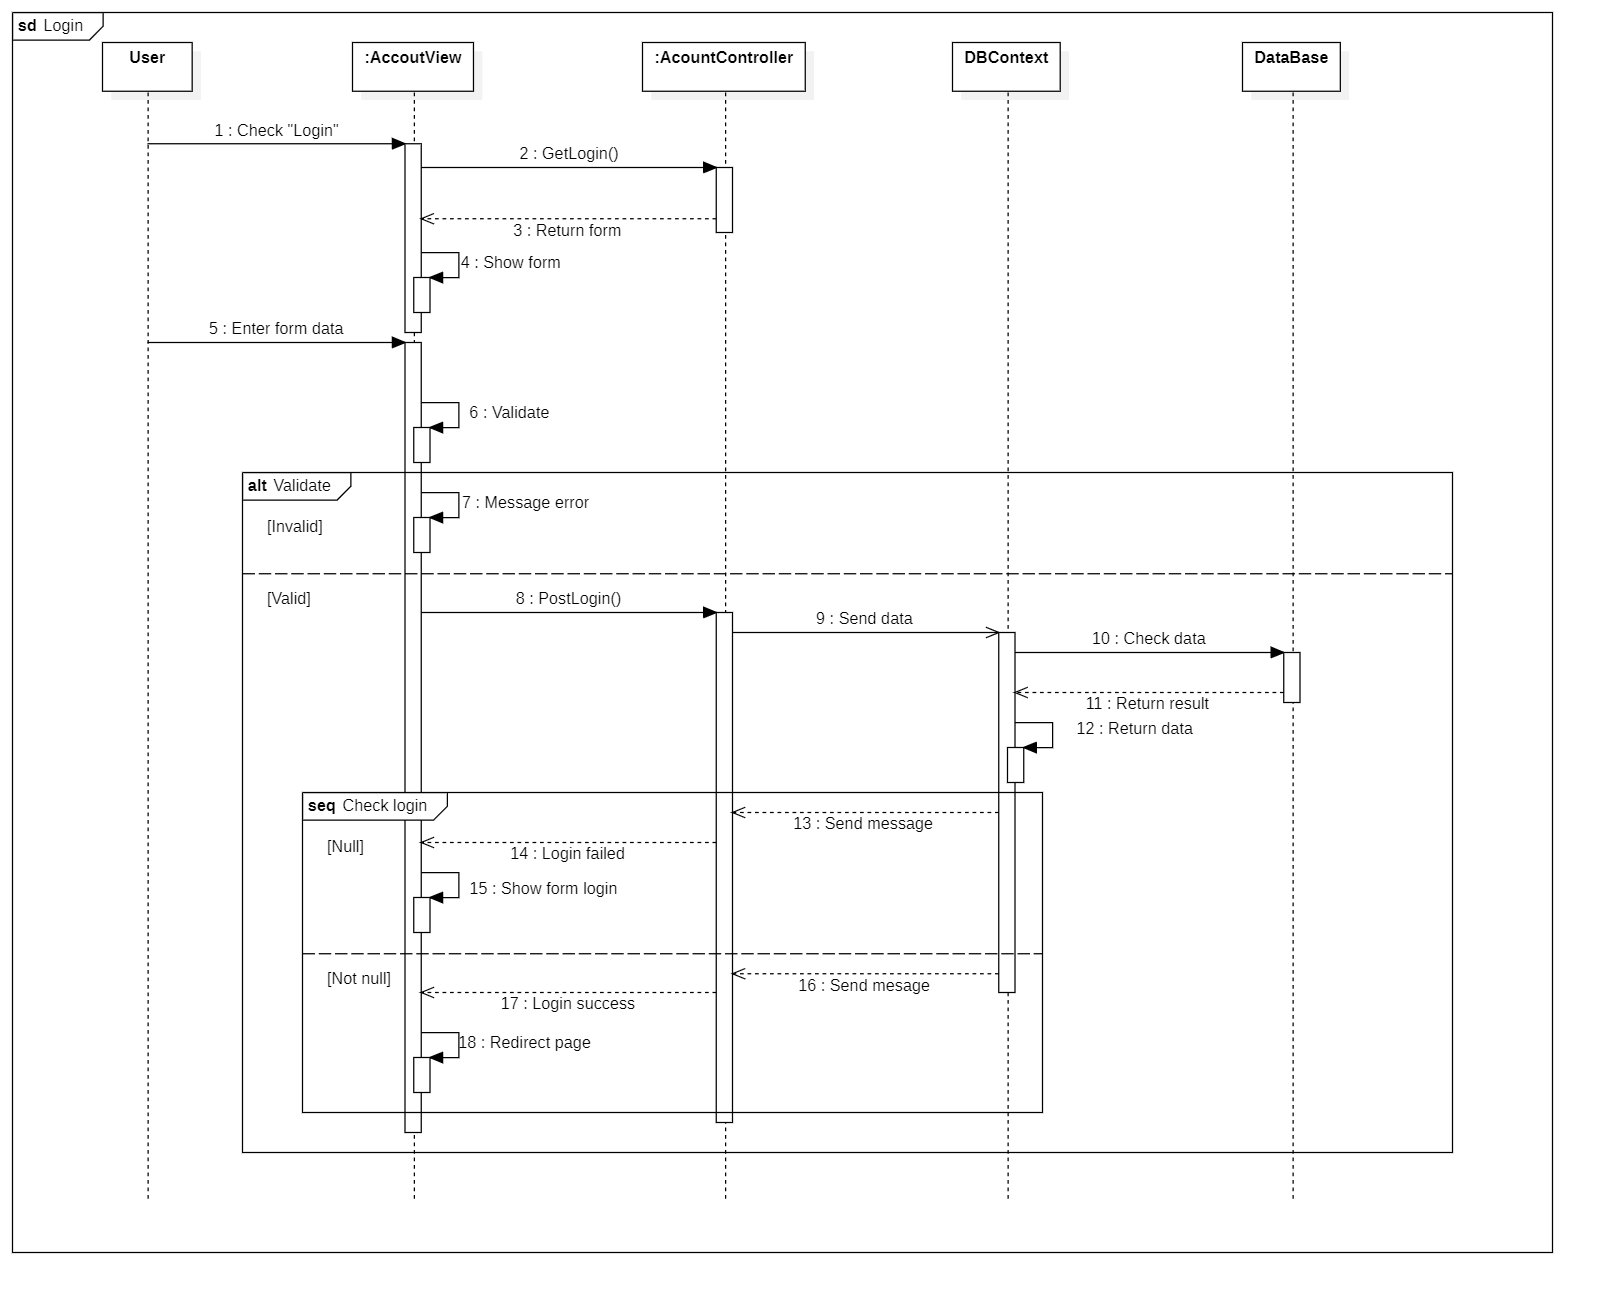 sd Login
User
:AccoutView
:AcountController
DBContext
DataBase
1 : Check "Login"
2 : GetLogin()
3 : Return form
4 : Show form
5 : Enter form data
6 : Validate
alt Validate
7 : Message error
[Invalid]
[Valid]
8 : PostLogin()
9 : Send data
10 : Check data
11 : Return result
12 : Return data
seq Check login
13 : Send message
[Null]
14 : Login failed
15 : Show form login
[Not null]
16 : Send mesage
17 : Login success
18 : Redirect page